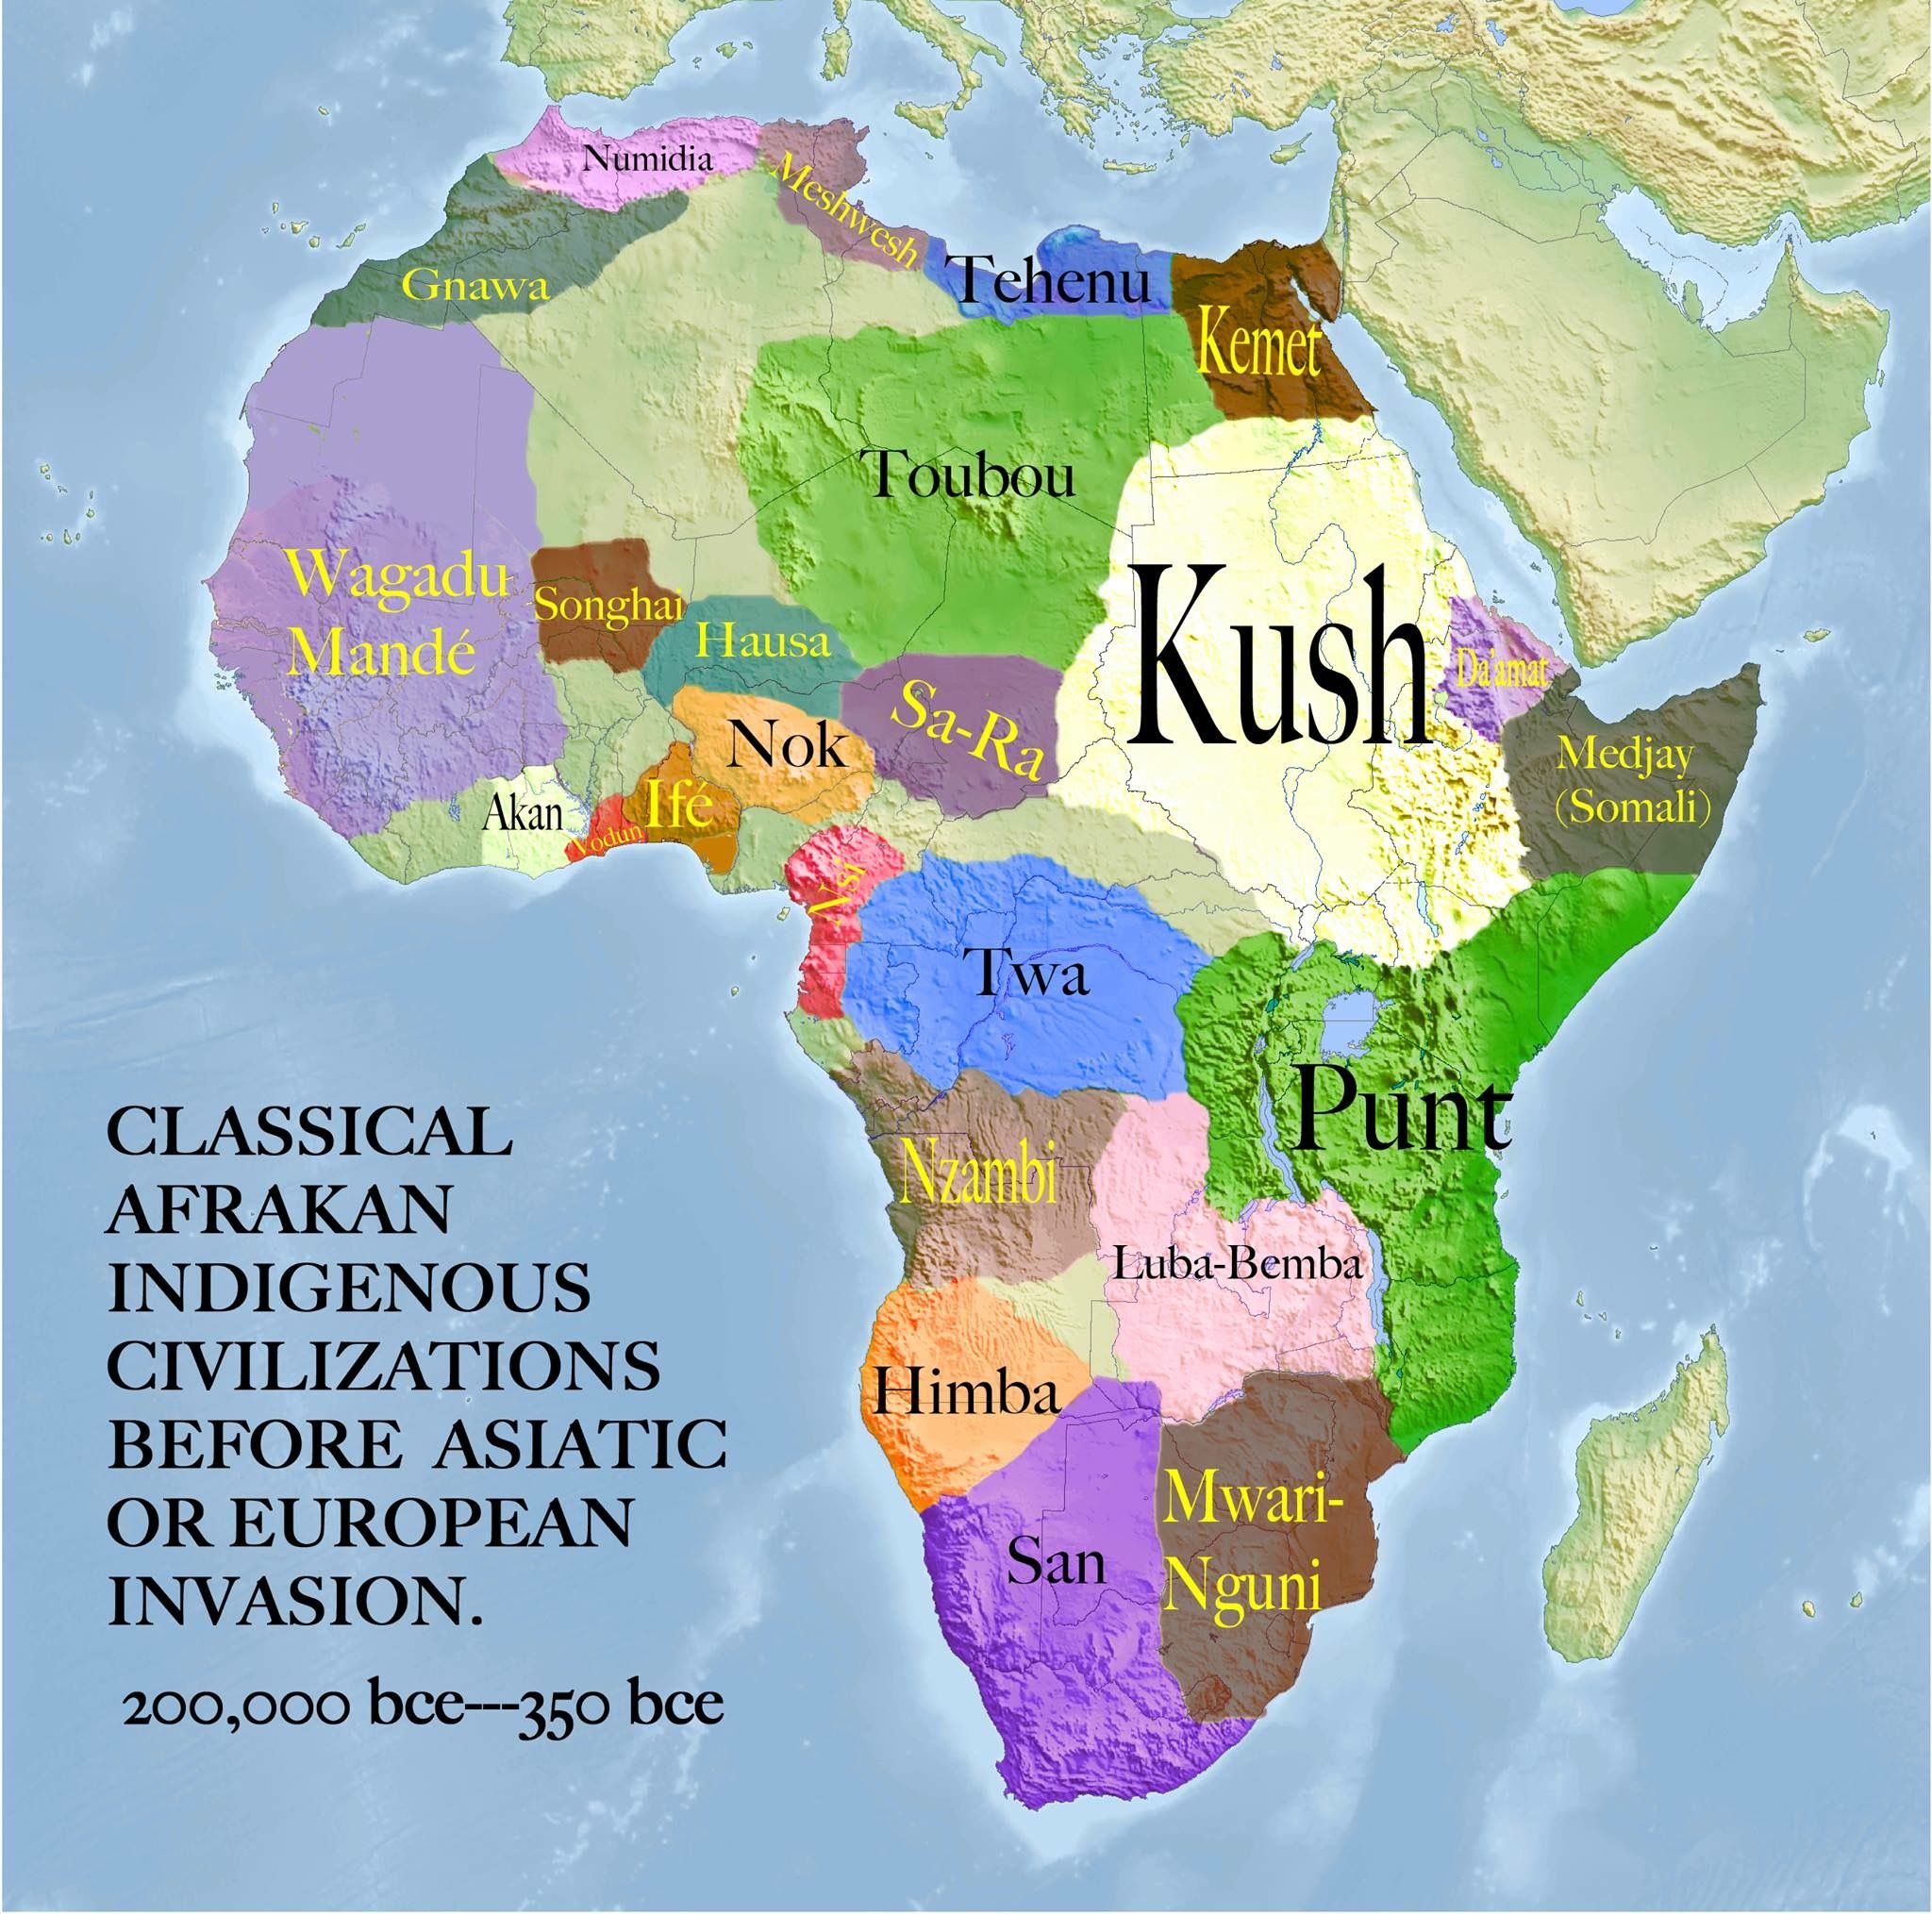 Numidia
Meshwesh
Gnawa
Tehenu
Kemet
Toubou
Wagadu
Mandé
Songhai
Hausa
Kush
Da'amat
Sa-Ra
Nok
Medjay
(Somali)
Akan
Vodun
Ifé
Nsi
Twa
Punt
Nzambi
Luba-Bemba
Himba
Mwari-
Nguni
San
CLASSICAL
AFRAKAN
INDIGENOUS
CIVILIZATIONS
BEFORE ASIATIC
OR EUROPEAN
INVASION.
200,000 bce---350 bce